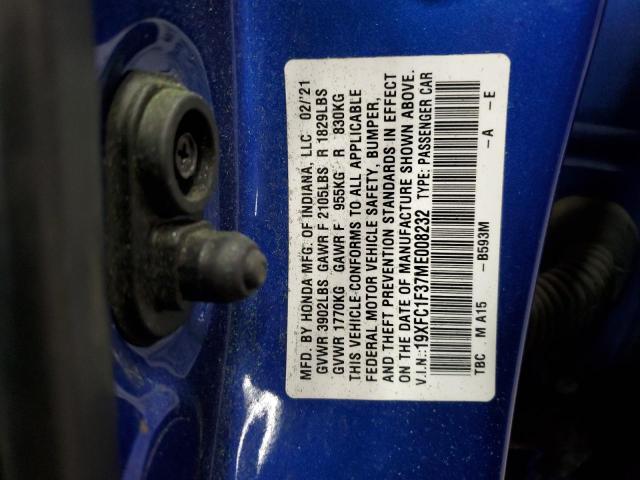 MFD. BY HONDA MFG. OF INDIANA, LLC 02/'21
GVWR 3902LBS GAWR F 2105LBS R 1829LBS
GVWR 1770KG GAWR F 955KG R 830KG
THIS VEHICLE CONFORMS TO ALL APPLICABLE
FEDERAL MOTOR VEHICLE SAFETY, BUMPER,
AND THEFT PREVENTION STANDARDS IN EFFECT
ON THE DATE OF MANUFACTURE SHOWN ABOVE.
V.I.N.:19XFC1F37ME008232 TYPE: PASSENGER CAR
TBC M A15 -B593M -A -E